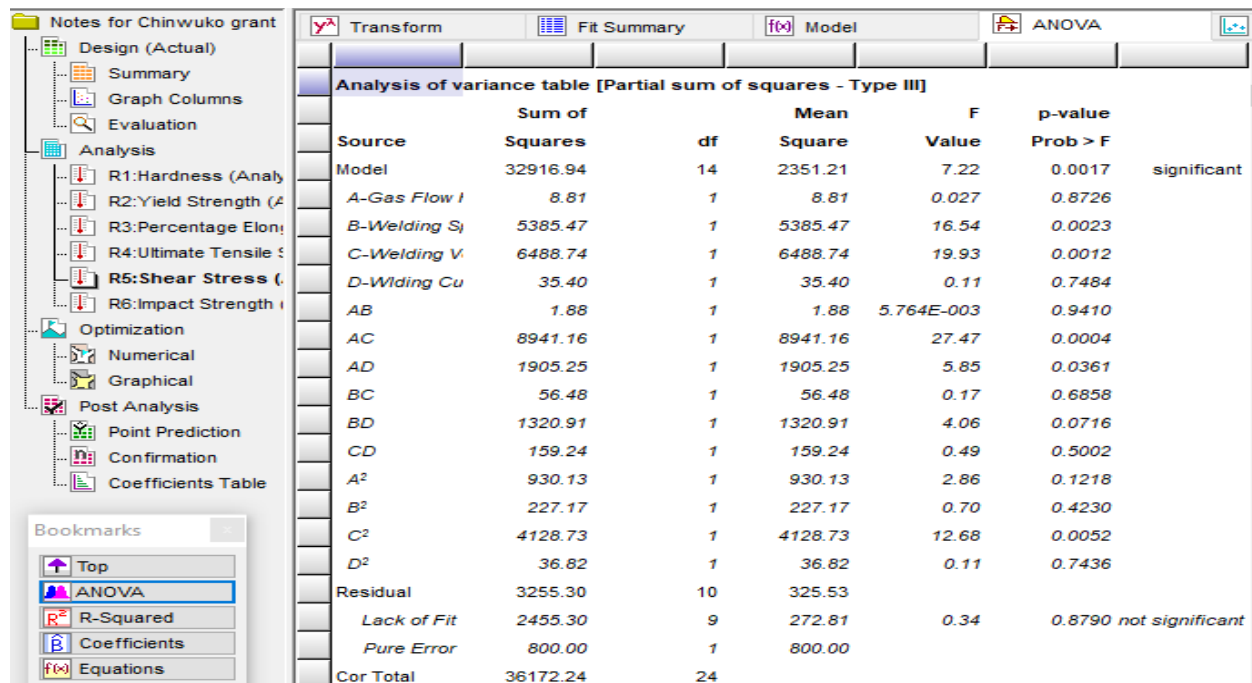 Notes for Chinwuko grant
Design (Actual)
Summary
Graph Columns
Evaluation
Analysis
R1:Hardness (Analy
R2:Yield Strength (A
R3:Percentage Elon
R4:Ultimate Tensile S
R5:Shear Stress (
R6:Impact Strength (
Optimization
Numerical
Graphical
Post Analysis
Point Prediction
Confirmation
Coefficients Table
Bookmarks
Top
ANOVA
R² R-Squared
β̂ Coefficients
f(x) Equations
yλ Transform Fit Summary f(x) Model ANOVA
Analysis of variance table [Partial sum of squares - Type III]
Sum of Mean F p-value
Source Squares df Square Value Prob > F
Model 32916.94 14 2351.21 7.22 0.0017 significant
A-Gas Flow 8.81 1 8.81 0.027 0.8726
B-Welding Sp 5385.47 1 5385.47 16.54 0.0023
C-Welding V 6488.74 1 6488.74 19.93 0.0012
D-Wlding Cu 35.40 1 35.40 0.11 0.7484
AB 1.88 1 1.88 5.764E-003 0.9410
AC 8941.16 1 8941.16 27.47 0.0004
AD 1905.25 1 1905.25 5.85 0.0361
BC 56.48 1 56.48 0.17 0.6858
BD 1320.91 1 1320.91 4.06 0.0716
CD 159.24 1 159.24 0.49 0.5002
A² 930.13 1 930.13 2.86 0.1218
B² 227.17 1 227.17 0.70 0.4230
C² 4128.73 1 4128.73 12.68 0.0052
D² 36.82 1 36.82 0.11 0.7436
Residual 3255.30 10 325.53
Lack of Fit 2455.30 9 272.81 0.34 0.8790 not significant
Pure Error 800.00 1 800.00
Cor Total 36172.24 24